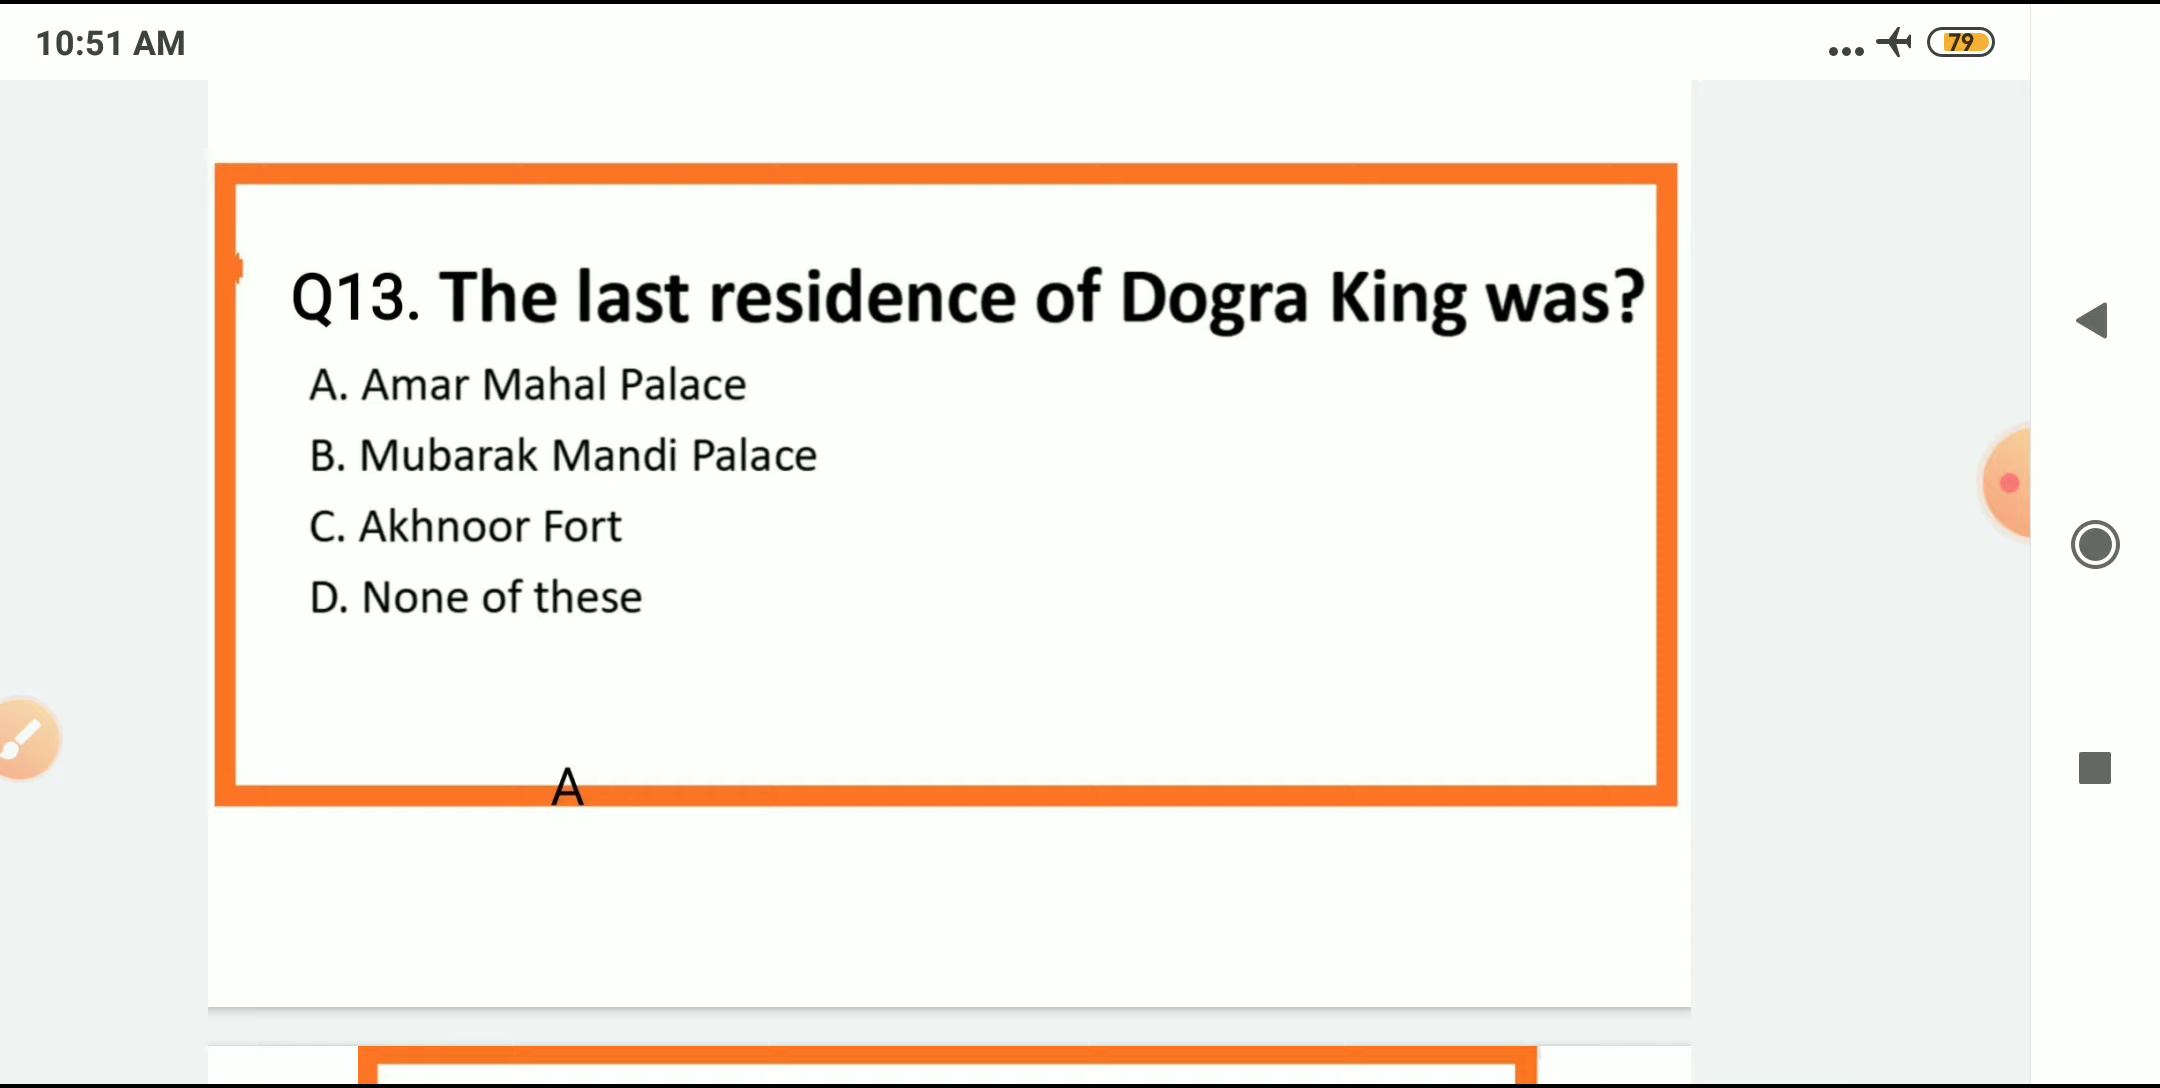 10:51 AM
79
Q13. The last residence of Dogra King was?
A. Amar Mahal Palace
B. Mubarak Mandi Palace
C. Akhnoor Fort
D. None of these
A